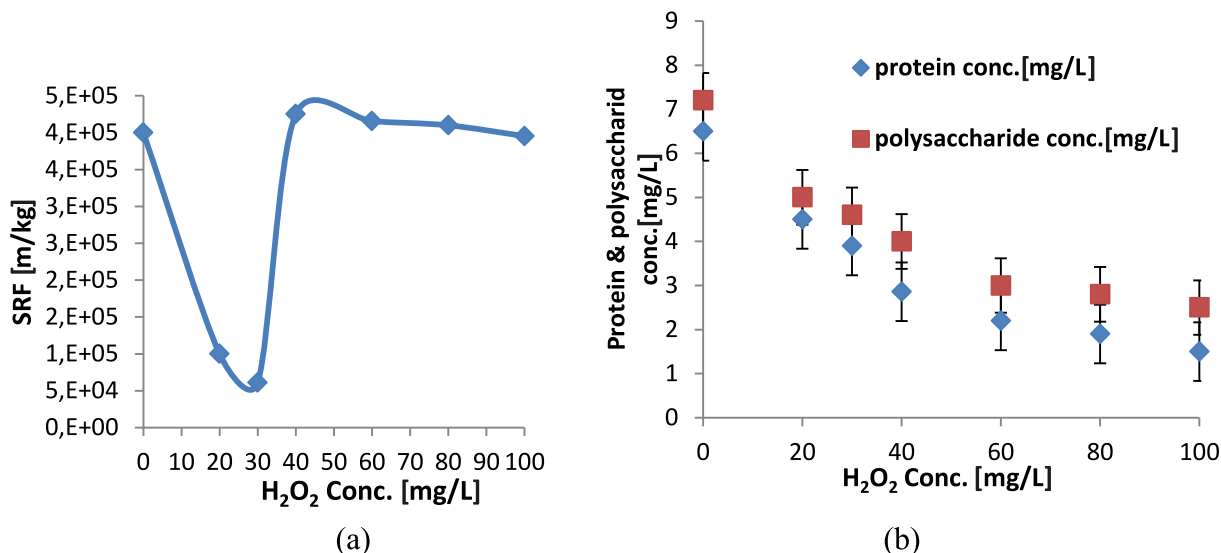 5,E+05
4,E+05
4,E+05
3,E+05
3,E+05
2,E+05
2,E+05
1,E+05
5,E+04
0,E+00
SRF [m/kg]
0 10 20 30 40 50 60 70 80 90 100
H₂O₂ Conc. [mg/L]
(a)
9
8
7
6
5
4
3
2
1
0
Protein & polysaccharid
conc.[mg/L]
protein conc.[mg/L]
polysaccharide conc.[mg/L]
0 20 40 60 80 100
H₂O₂ Conc. [mg/L]
(b)